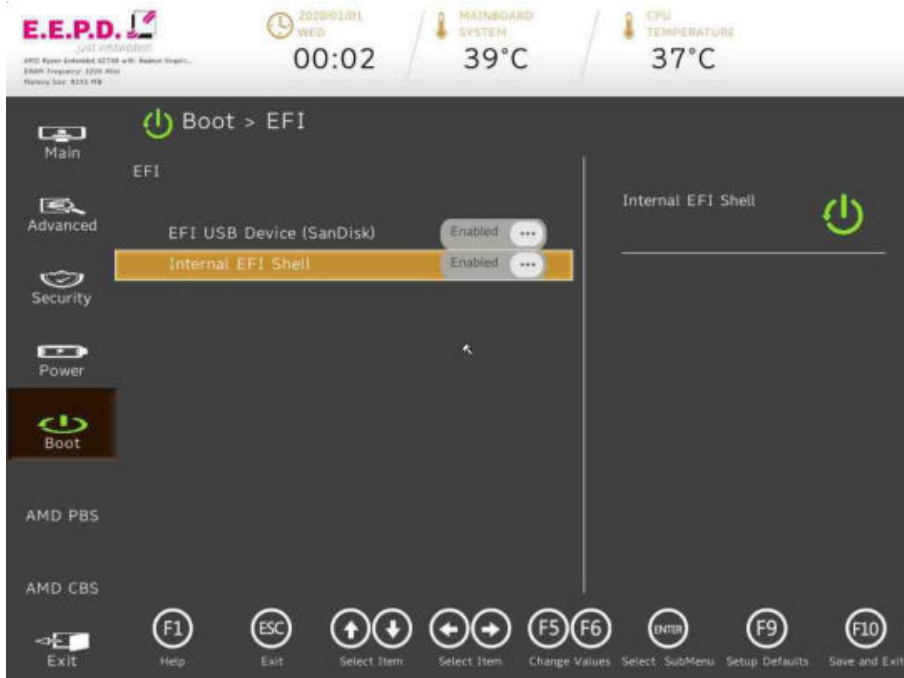 E.E.P.D.
just embedded!
2020/01/01
WED
00:02
MAINBOARD
SYSTEM
39°C
CPU
TEMPERATURE
37°C
Main
Advanced
Security
Power
Boot
AMD PBS
AMD CBS
Exit
Boot > EFI
EFI
EFI USB Device (SanDisk) Enabled
Internal EFI Shell Enabled
Internal EFI Shell
F1 ESC F5 F6 ENTER F9 F10
Help Exit Select Item Select Item Change Values Select SubMenu Setup Defaults Save and Exit